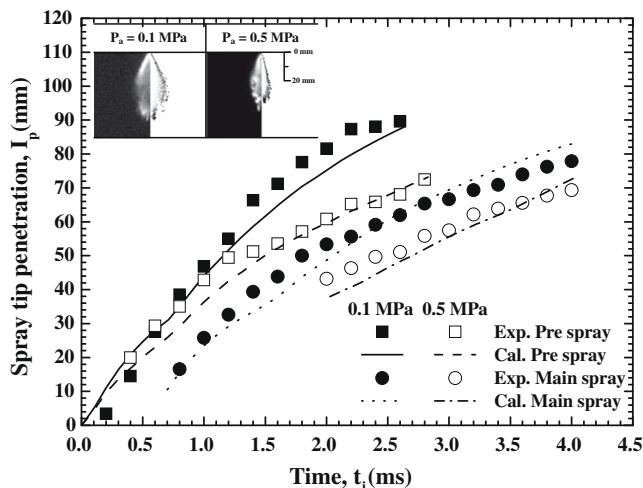 120
110
100
90
80
70
60
50
40
30
20
10
0
Spray tip penetration, I_p (mm)
P_a = 0.1 MPa
P_a = 0.5 MPa
0 mm
20 mm
0.1 MPa 0.5 MPa
Exp. Pre spray
Cal. Pre spray
Exp. Main spray
Cal. Main spray
0.0 0.5 1.0 1.5 2.0 2.5 3.0 3.5 4.0 4.5
Time, t_i (ms)